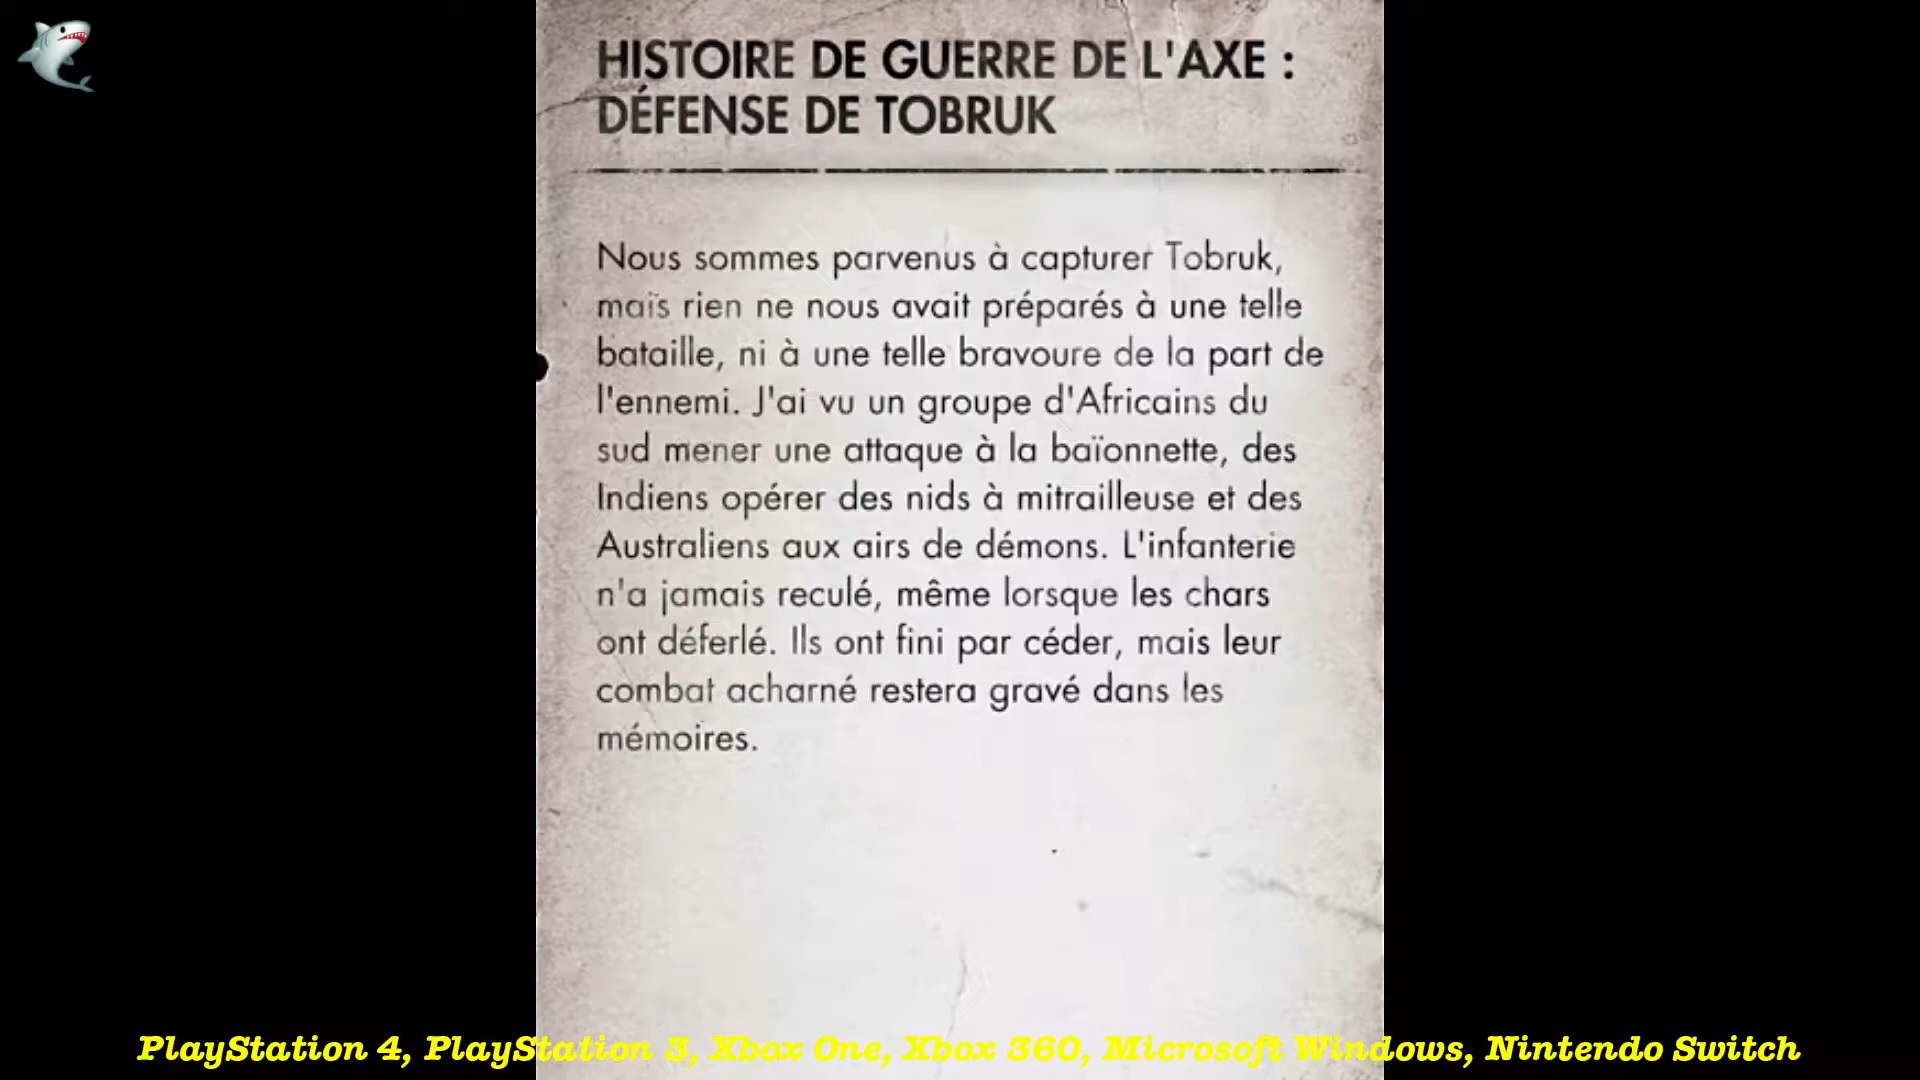 HISTOIRE DE GUERRE DE L'AXE :
DÉFENSE DE TOBRUK
Nous sommes parvenus à capturer Tobruk,
mais rien ne nous avait préparés à une telle
bataille, ni à une telle bravoure de la part de
l'ennemi. J'ai vu un groupe d'Africains du
sud mener une attaque à la baïonnette, des
Indiens opérer des nids à mitrailleuse et des
Australiens aux airs de démons. L'infanterie
n'a jamais reculé, même lorsque les chars
ont déferlé. Ils ont fini par céder, mais leur
combat acharné restera gravé dans les
mémoires.
PlayStation 4, PlayStation 3, Xbox One, Xbox 360, Microsoft Windows, Nintendo Switch